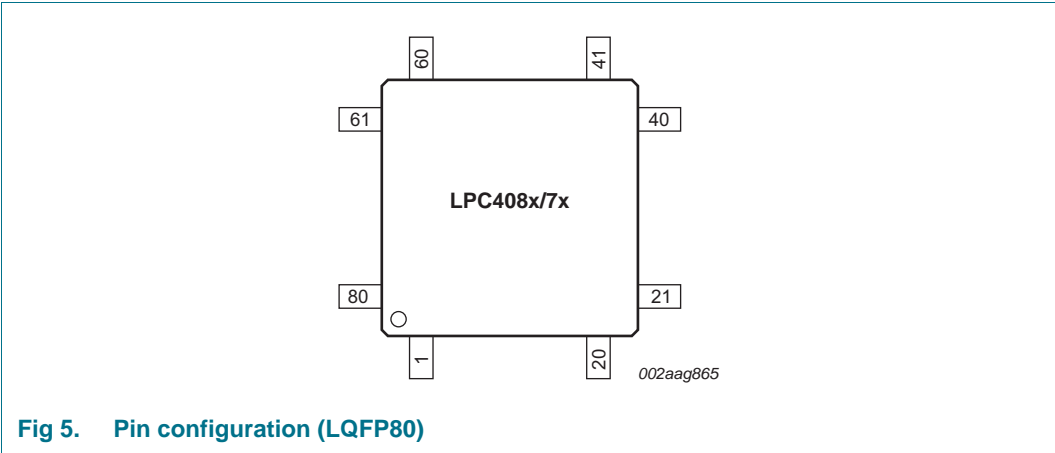 60 41
61 40
LPC408x/7x
80 21
1 20
002aag865
Fig 5. Pin configuration (LQFP80)